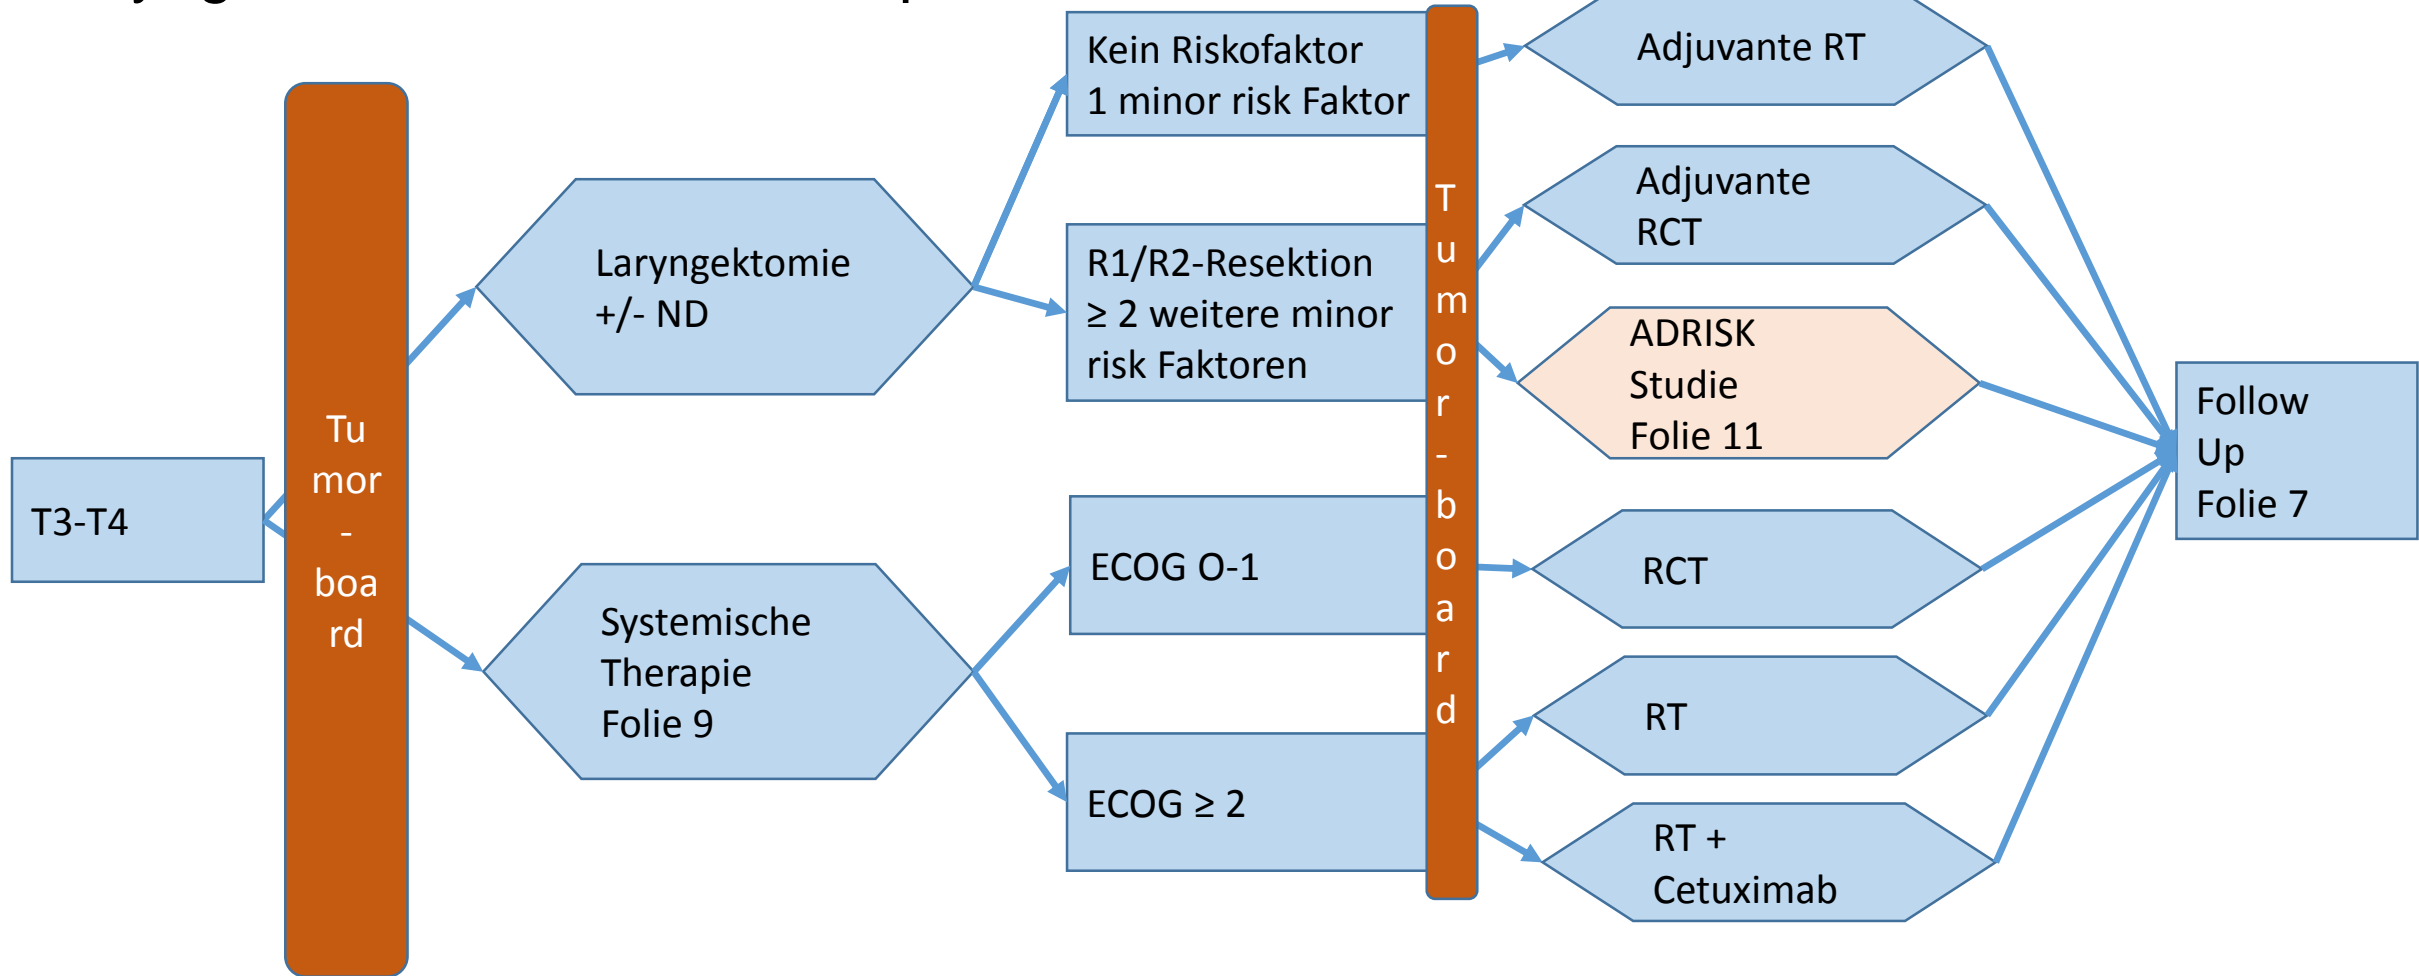 T3-T4
Tu
mor
-
boa
rd
Laryngektomie
+/- ND
Systemische
Therapie
Folie 9
Kein Riskofaktor
1 minor risk Faktor
R1/R2-Resektion
≥ 2 weitere minor
risk Faktoren
ECOG O-1
ECOG ≥ 2
T
u
m
o
r
-
b
o
a
r
d
Adjuvante RT
Adjuvante
RCT
ADRISK
Studie
Folie 11
RCT
RT
RT +
Cetuximab
Follow
Up
Folie 7